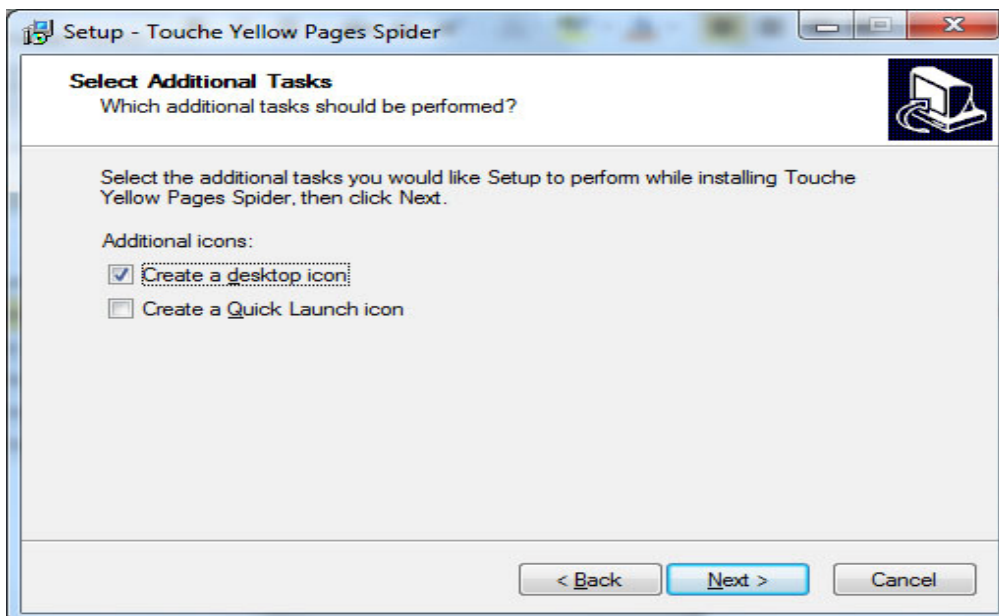 Setup - Touche Yellow Pages Spider
Select Additional Tasks
Which additional tasks should be performed?
Select the additional tasks you would like Setup to perform while installing Touche
Yellow Pages Spider, then click Next.
Additional icons:
Create a desktop icon
Create a Quick Launch icon
< Back
Next >
Cancel